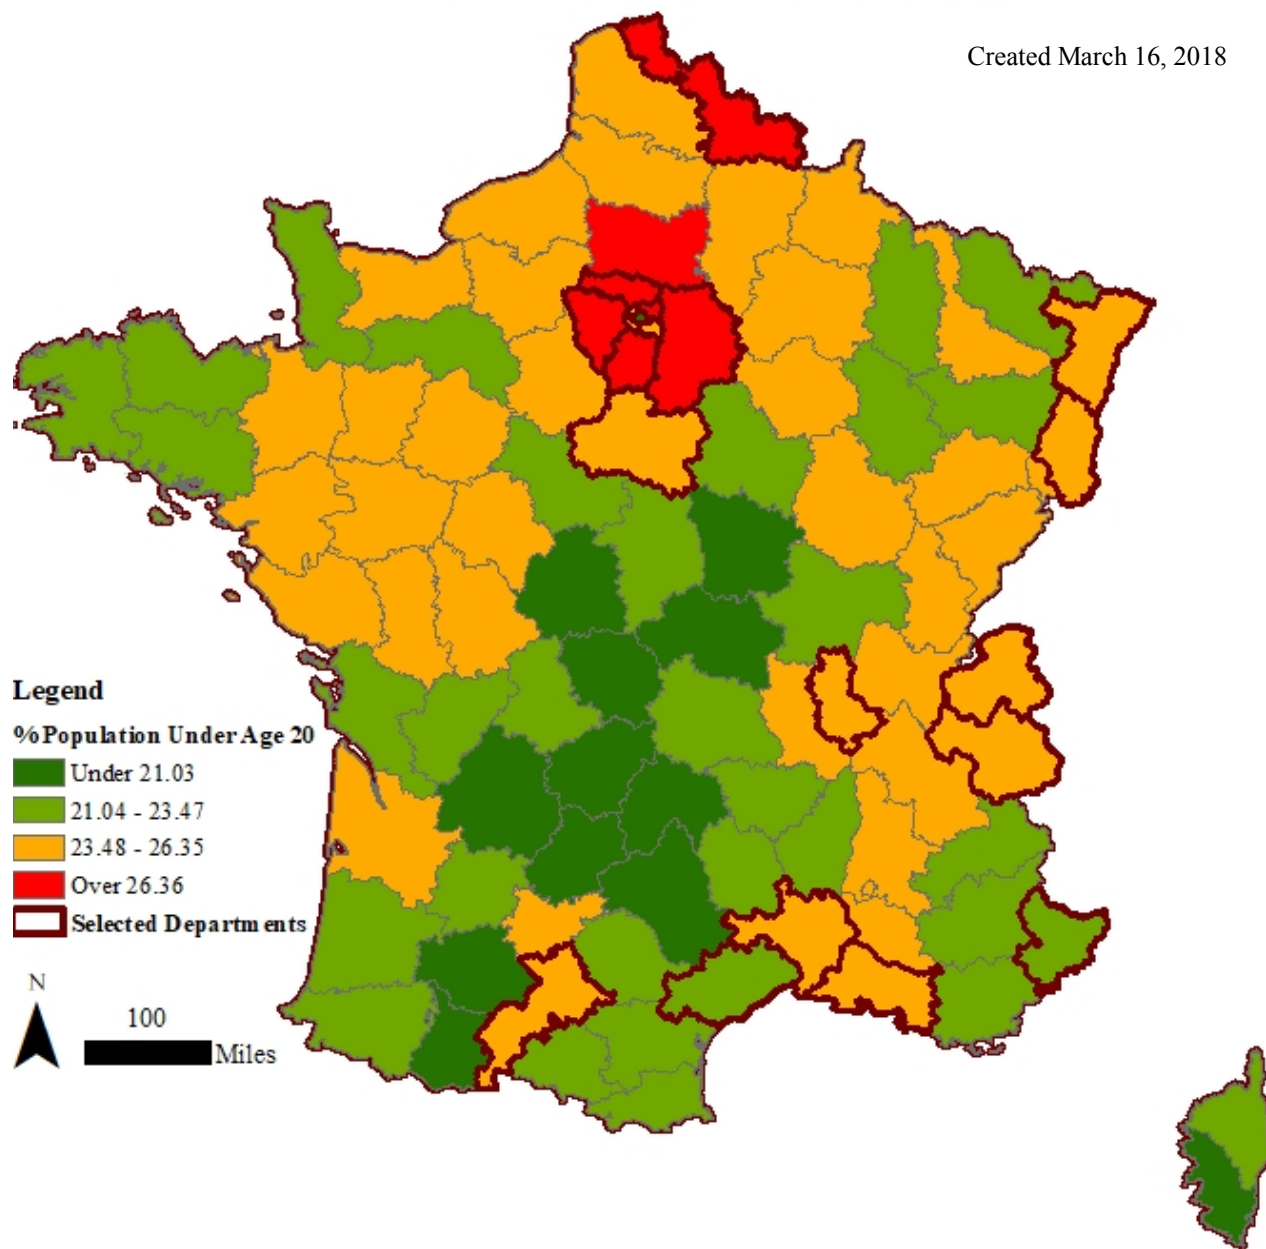 Created March 16, 2018
Legend
% Population Under Age 20
Under 21.03
21.04 - 23.47
23.48 - 26.35
Over 26.36
Selected Departments
N
100
Miles